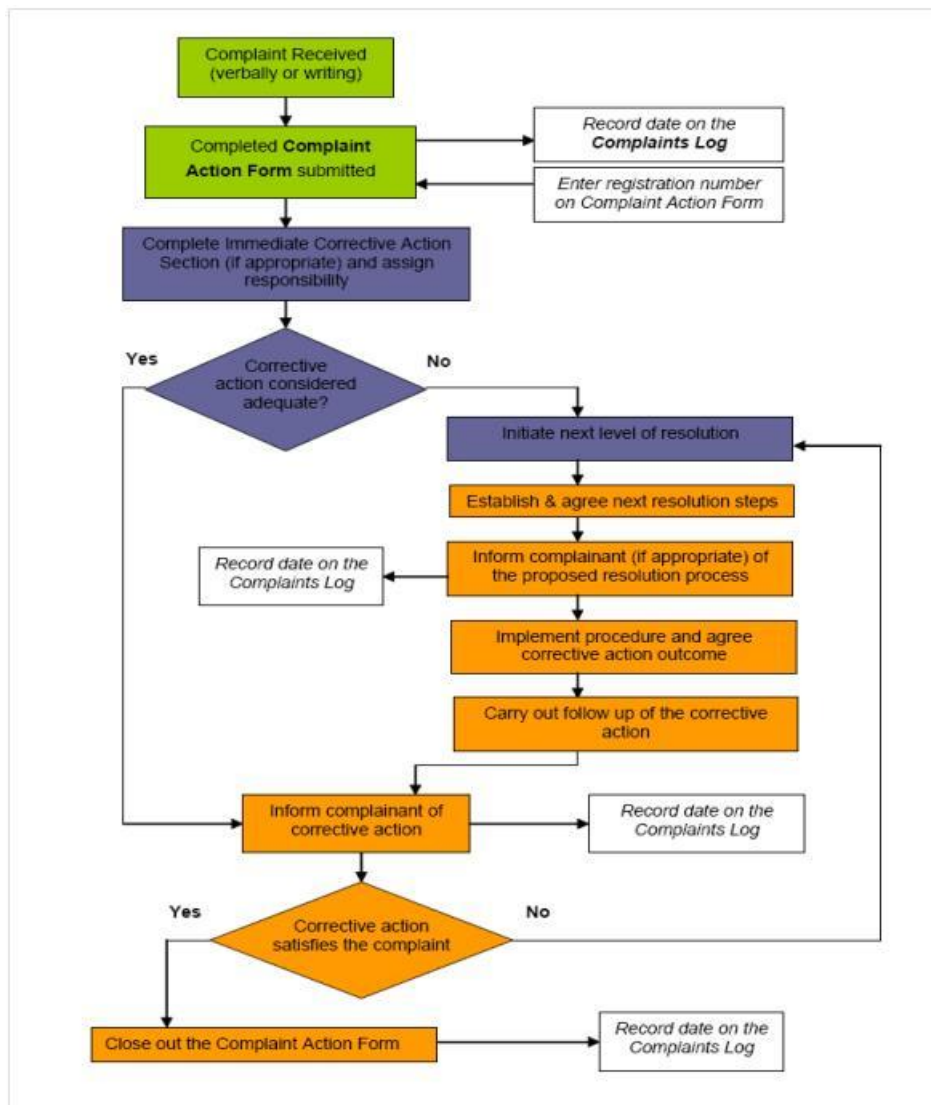 Complaint Received
(verbally or writing)
Completed Complaint
Action Form submitted
Record date on the
Complaints Log
Enter registration number
on Complaint Action Form
Complete Immediate Corrective Action
Section (if appropriate) and assign
responsibility
Yes
No
Corrective
action considered
adequate?
Initiate next level of resolution
Establish & agree next resolution steps
Record date on the
Complaints Log
Inform complainant (if appropriate) of
the proposed resolution process
Implement procedure and agree
corrective action outcome
Carry out follow up of the corrective
action
Inform complainant of
corrective action
Record date on the
Complaints Log
Yes
No
Corrective action
satisfies the complaint
Close out the Complaint Action Form
Record date on the
Complaints Log